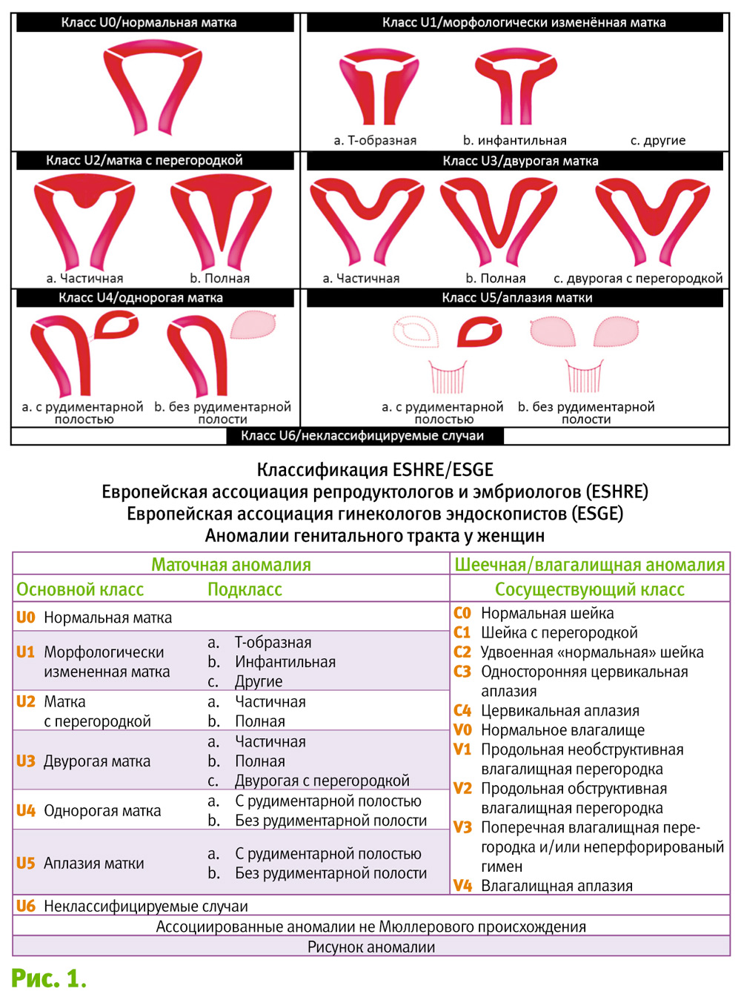 Класс U0/нормальная матка
Класс U1/морфологически изменённая матка
a. Т-образная
b. инфантильная
c. другие
Класс U2/матка с перегородкой
a. Частичная
b. Полная
Класс U3/двурогая матка
a. Частичная
b. Полная
c. двурогая с перегородкой
Класс U4/однорогая матка
a. с рудиментарной
полостью
b. без рудиментарной
полости
Класс U5/аплазия матки
a. с рудиментарной
полостью
b. без рудиментарной
полости
Класс U6/неклассифицируемые случаи
Классификация ESHRE/ESGE
Европейская ассоциация репродуктологов и эмбриологов (ESHRE)
Европейская ассоциация гинекологов эндоскопистов (ESGE)
Аномалии генитального тракта у женщин
Маточная аномалия
Шеечная/влагалищная аномалия
Основной класс
Подкласс
Сосуществующий класс
U0 Нормальная матка
U1 Морфологически
измененная матка
a. Т-образная
b. Инфантильная
c. Другие
U2 Матка
с перегородкой
a. Частичная
b. Полная
U3 Двурогая матка
a. Частичная
b. Полная
c. Двурогая с перегородкой
U4 Однорогая матка
a. С рудиментарной полостью
b. Без рудиментарной полости
U5 Аплазия матки
a. С рудиментарной полостью
b. Без рудиментарной полости
C0 Нормальная шейка
C1 Шейка с перегородкой
C2 Удвоенная «нормальная» шейка
C3 Односторонняя цервикальная
аплазия
C4 Цервикальная аплазия
V0 Нормальное влагалище
V1 Продольная необструктивная
влагалищная перегородка
V2 Продольная обструктивная
влагалищная перегородка
V3 Поперечная влагалищная пере-
городка и/или неперфорированый
гимен
V4 Влагалищная аплазия
U6 Неклассифицируемые случаи
Ассоциированные аномалии не Мюллерового происхождения
Рисунок аномалии
Рис. 1.